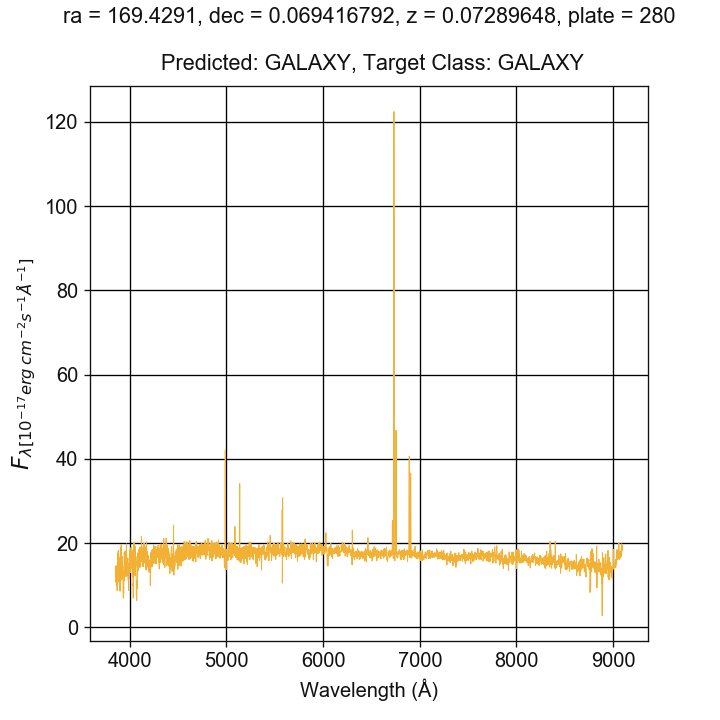 ra = 169.4291, dec = 0.069416792, z = 0.07289648, plate = 280
Predicted: GALAXY, Target Class: GALAXY
120
100
80
60
40
20
0
F_λ[10^−17 erg cm^−2 s^−1 Å^−1]
4000 5000 6000 7000 8000 9000
Wavelength (Å)